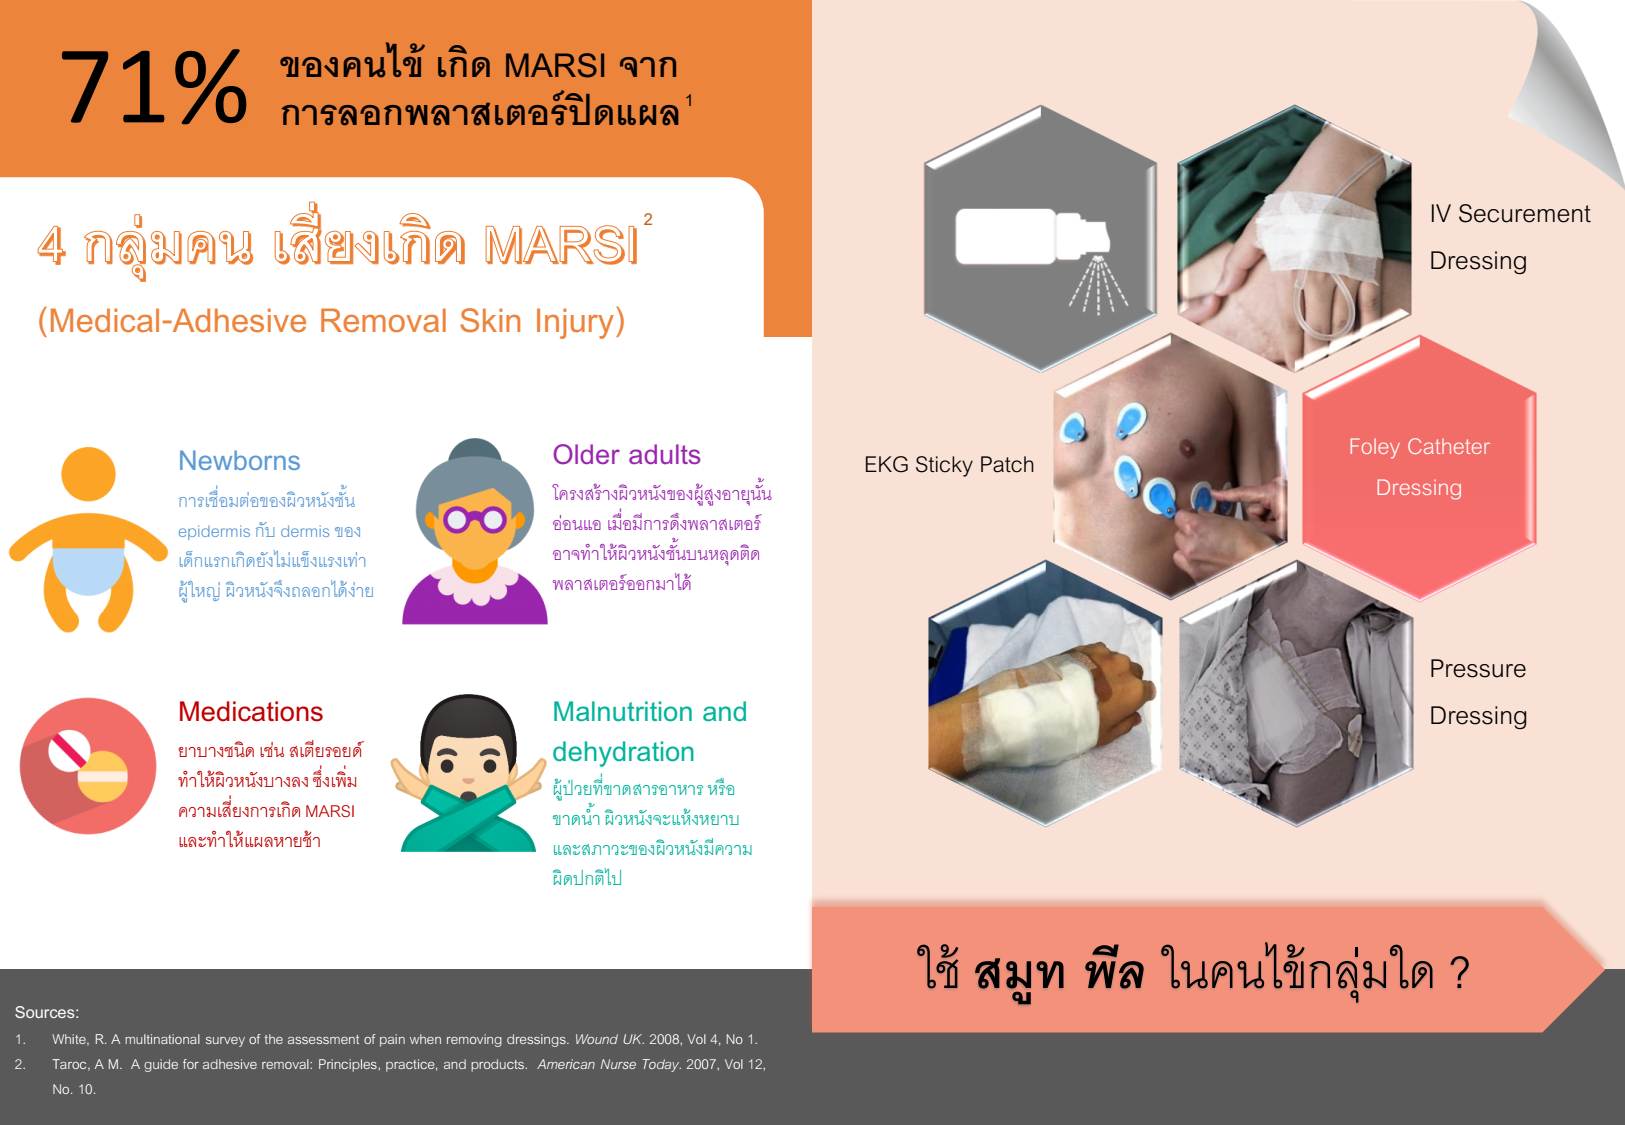 71%
ของคนไข้ เกิด MARSI จาก
การลอกพลาสเตอร์ปิดแผล¹
4 กลุ่มคน เสี่ยงเกิด MARSI²
(Medical-Adhesive Removal Skin Injury)
Newborns
การเชื่อมต่อของผิวหนังชั้น
epidermis กับ dermis ของ
เด็กแรกเกิดยังไม่แข็งแรงเท่า
ผู้ใหญ่ ผิวหนังจึงถลอกได้ง่าย
Older adults
โครงสร้างผิวหนังของผู้สูงอายุนั้น
อ่อนแอ เมื่อมีการดึงพลาสเตอร์
อาจทำให้ผิวหนังชั้นบนหลุดติด
พลาสเตอร์ออกมาได้
Medications
ยาบางชนิด เช่น สเตียรอยด์
ทำให้ผิวหนังบางลง ซึ่งเพิ่ม
ความเสี่ยงการเกิด MARSI
และทำให้แผลหายช้า
Malnutrition and
dehydration
ผู้ป่วยที่ขาดสารอาหาร หรือ
ขาดน้ำ ผิวหนังจะแห้งหยาบ
และสภาวะของผิวหนังมีความ
ผิดปกติไป
Sources:
1. White, R. A multinational survey of the assessment of pain when removing dressings. Wound UK. 2008, Vol 4, No 1.
2. Taroc, A M. A guide for adhesive removal: Principles, practice, and products. American Nurse Today. 2007, Vol 12,
No. 10.
IV Securement
Dressing
EKG Sticky Patch
Foley Catheter
Dressing
Pressure
Dressing
ใช้ สมูท พีล ในคนไข้กลุ่มใด ?